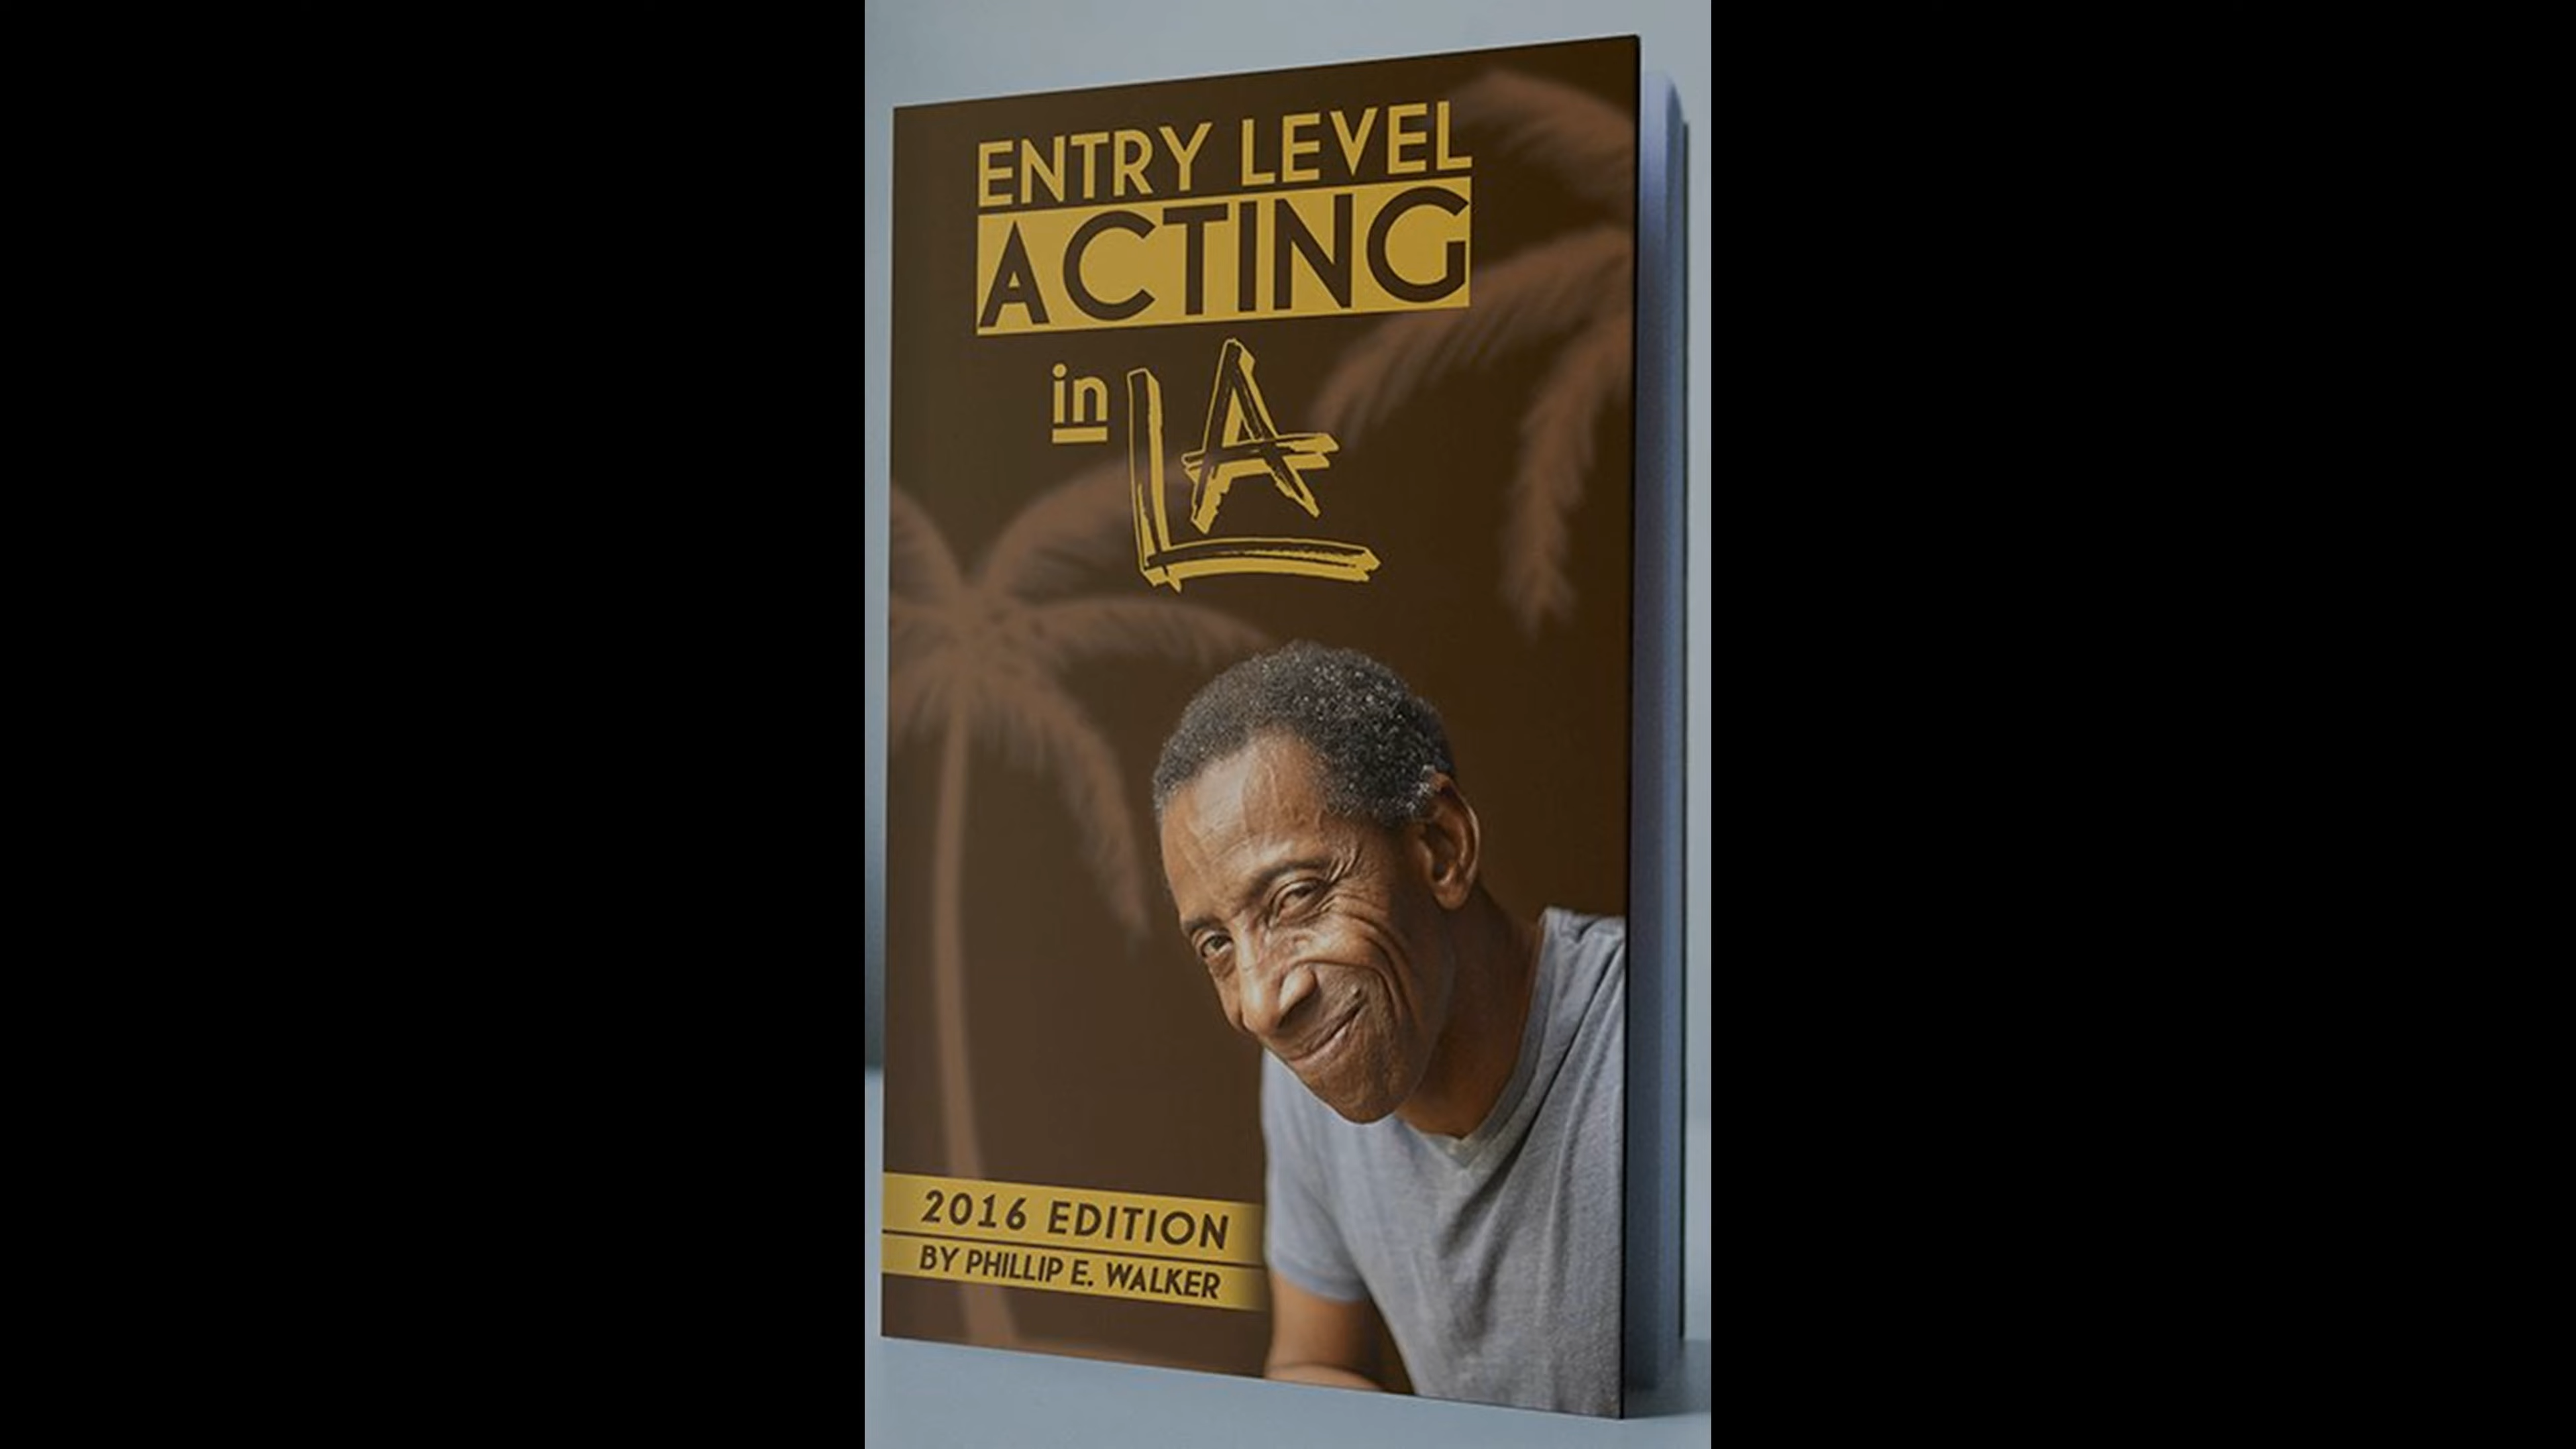 ENTRY LEVEL
ACTING
in LA
2016 EDITION
BY PHILLIP E. WALKER